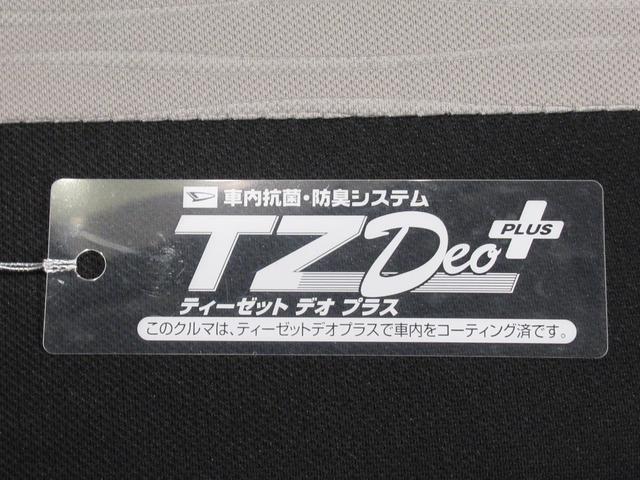 車内抗菌・防臭システム
TZ Deo PLUS
ティーゼット デオ プラス
このクルマは、ティーゼットデオプラスで車内をコーティング済です。